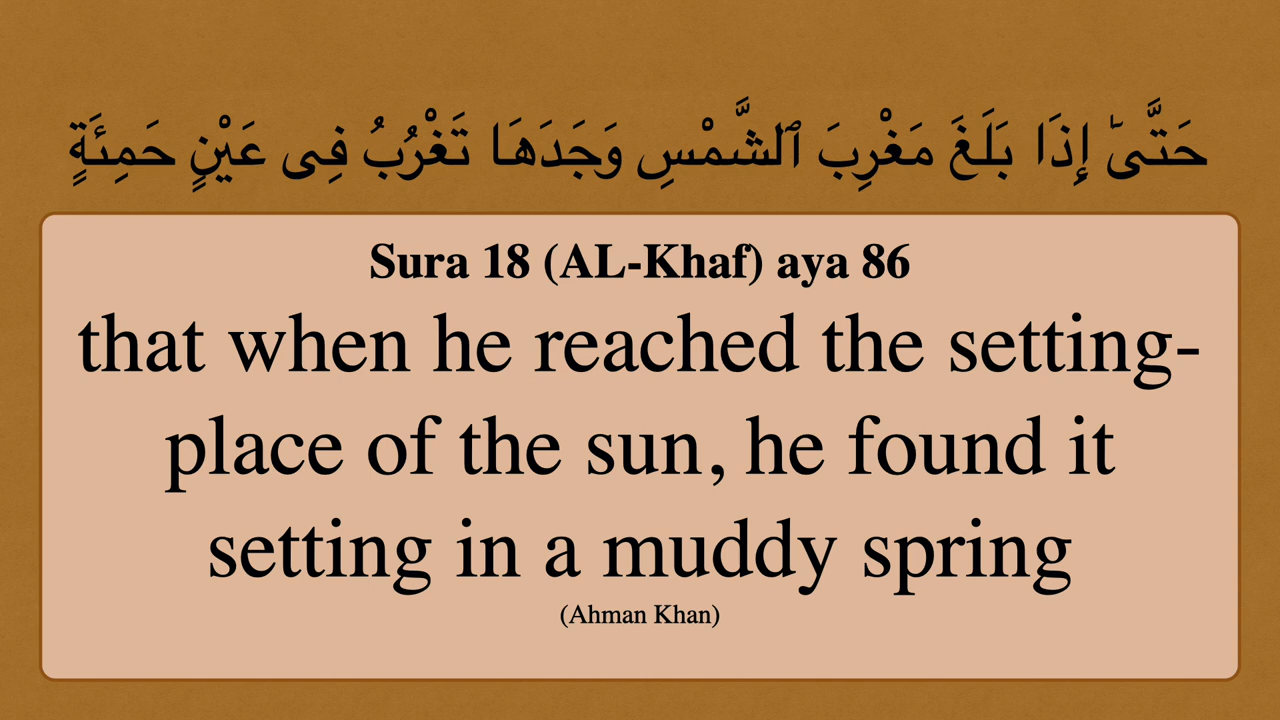 حَتَّىٰٓ إِذَا بَلَغَ مَغْرِبَ ٱلشَّمْسِ وَجَدَهَا تَغْرُبُ فِى عَيْنٍ حَمِئَةٍ
Sura 18 (AL-Khaf) aya 86
that when he reached the setting-
place of the sun, he found it
setting in a muddy spring
(Ahman Khan)